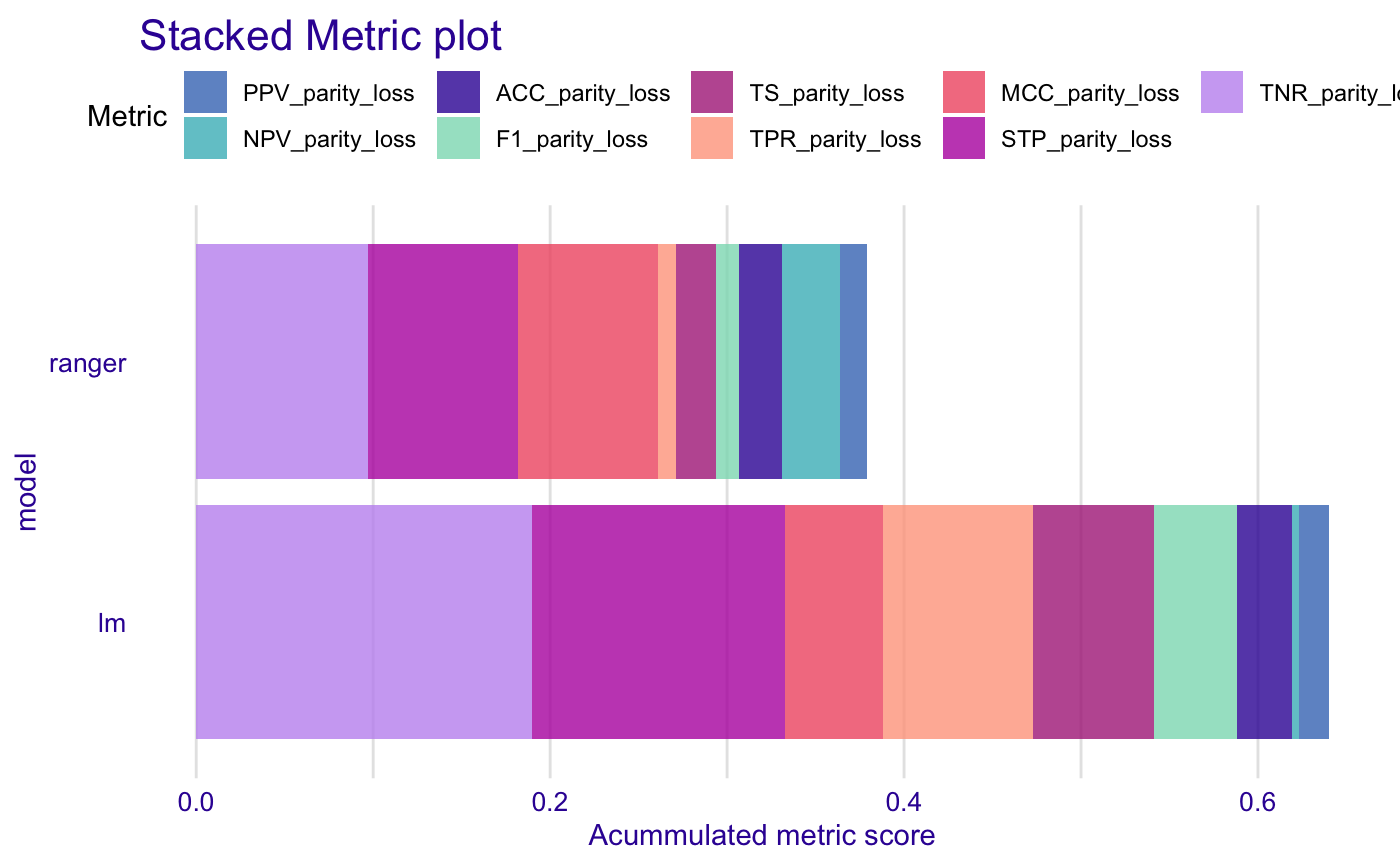 Stacked Metric plot
Metric
PPV_parity_loss ACC_parity_loss TS_parity_loss MCC_parity_loss TNR_parity_lo
NPV_parity_loss F1_parity_loss TPR_parity_loss STP_parity_loss
ranger
model
lm
0.0 0.2 0.4 0.6
Acummulated metric score